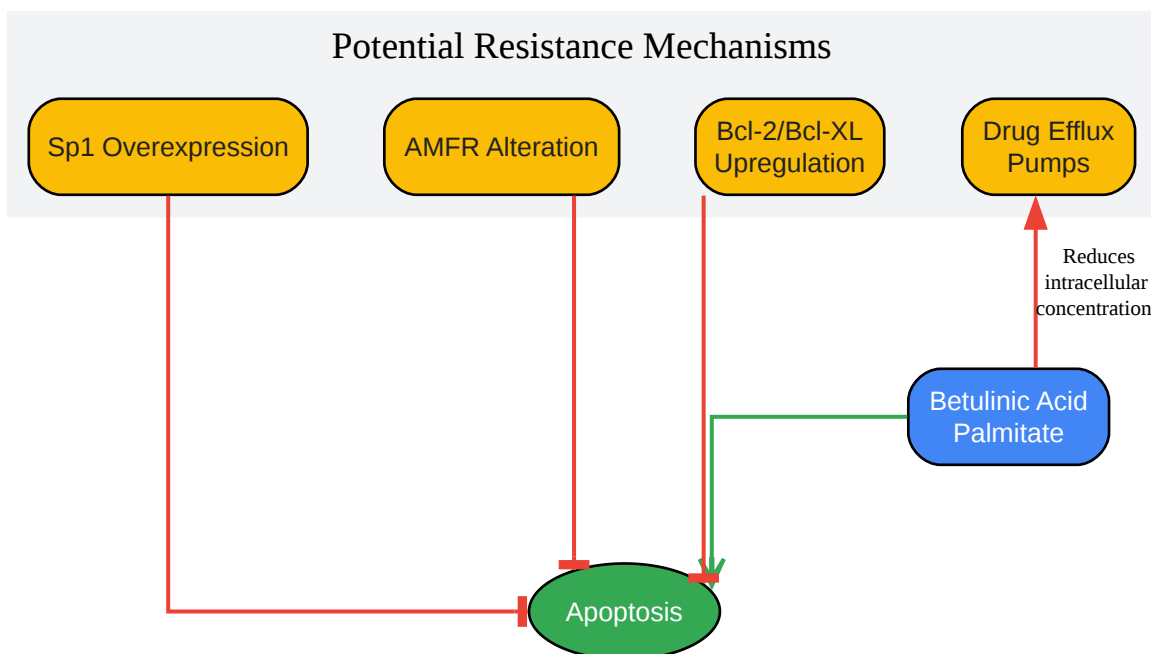 Potential Resistance Mechanisms
Sp1 Overexpression
AMFR Alteration
Bcl-2/Bcl-XL
Upregulation
Drug Efflux
Pumps
Reduces
intracellular
concentration
Betulinic Acid
Palmitate
Apoptosis